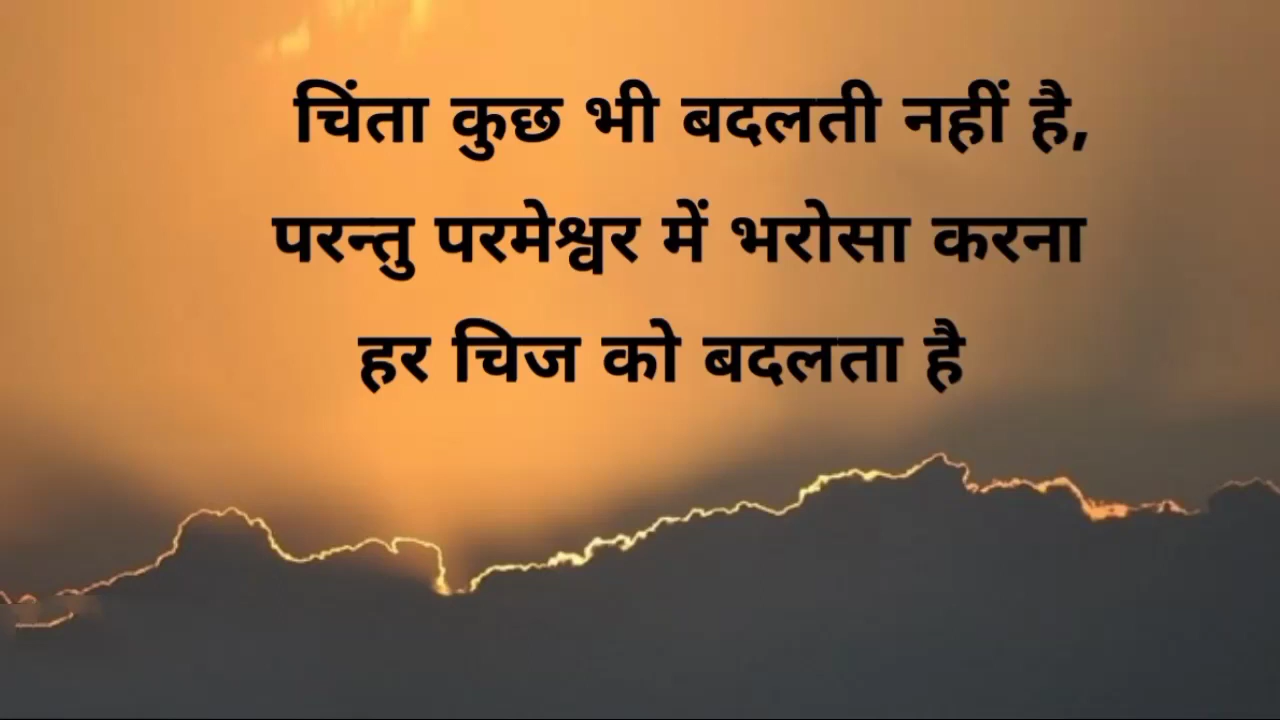 चिंता कुछ भी बदलती नहीं है,
परन्तु परमेश्वर में भरोसा करना
हर चिज को बदलता है